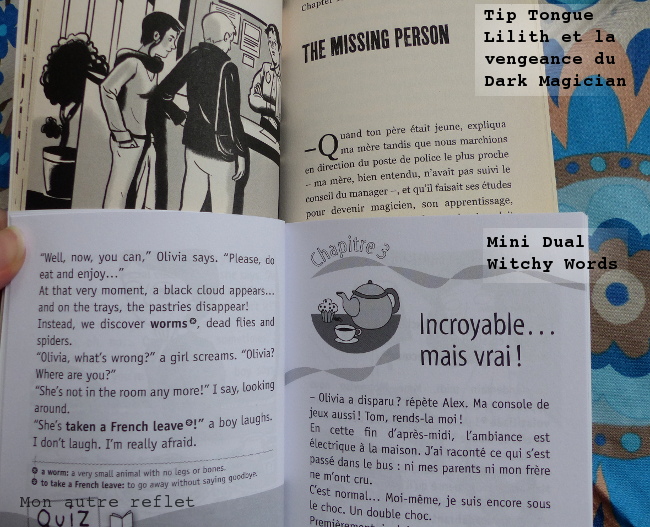 Chapter
THE MISSING PERSON
Tip Tongue
Lilith et la
vengeance du
Dark Magician
–Quand ton père était jeune, expliqua
ma mère tandis que nous marchions
en direction du poste de police le plus proche
– ma mère, bien entendu, n'avait pas suivi le
conseil du manager –, et qu'il faisait ses études
pour devenir magicien, son apprentissage,
"Well, now, you can," Olivia says. "Please, do
eat and enjoy..."
At that very moment, a black cloud appears...
and on the trays, the pastries disappear!
Instead, we discover worms, dead flies and
spiders.
"Olivia, what's wrong?" a girl screams. "Olivia?
Where are you?"
"She's not in the room any more!" I say, looking
around.
"She's taken a French leave!" a boy laughs.
I don't laugh. I'm really afraid.
a worm: a very small animal with no legs or bones.
to take a French leave: to go away without saying goodbye.
Mon autre reflet
QUIZ
Mini Dual
Witchy Words
Chapitre 3
Incroyable...
mais vrai !
– Olivia a disparu ? répète Alex. Ma console de
jeux aussi ! Tom, rends-la moi !
En cette fin d'après-midi, l'ambiance est
électrique à la maison. J'ai raconté ce qui s'est
passé dans le bus : ni mes parents ni mon frère
ne m'ont cru.
C'est normal... Moi-même, je suis encore sous
le choc. Un double choc.